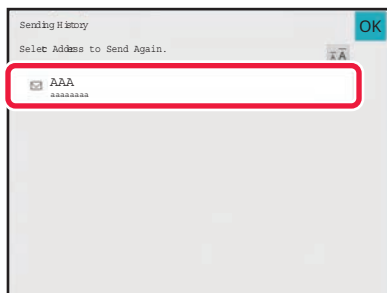 Sending History
OK
Select Address to Send Again.
AAA
aaaaaaaa